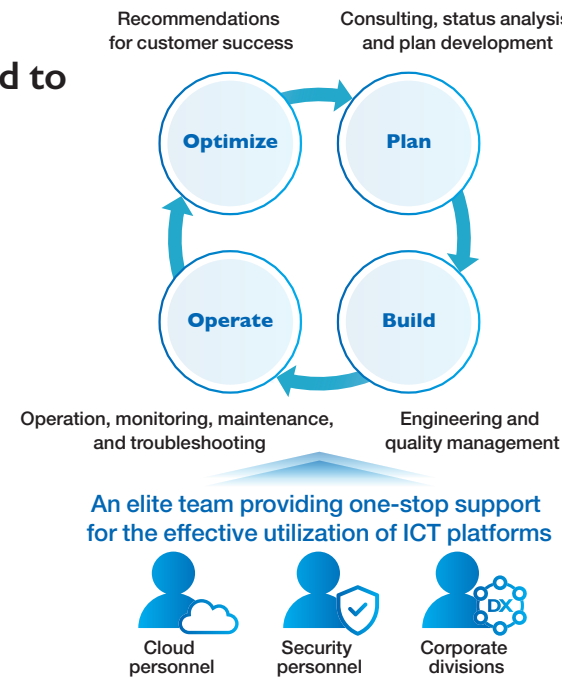 Recommendations
for customer success
Consulting, status analysis
and plan development
d to
Optimize
Plan
Operate
Build
Operation, monitoring, maintenance,
and troubleshooting
Engineering and
quality management
An elite team providing one-stop support
for the effective utilization of ICT platforms
DX
Cloud
personnel
Security
personnel
Corporate
divisions